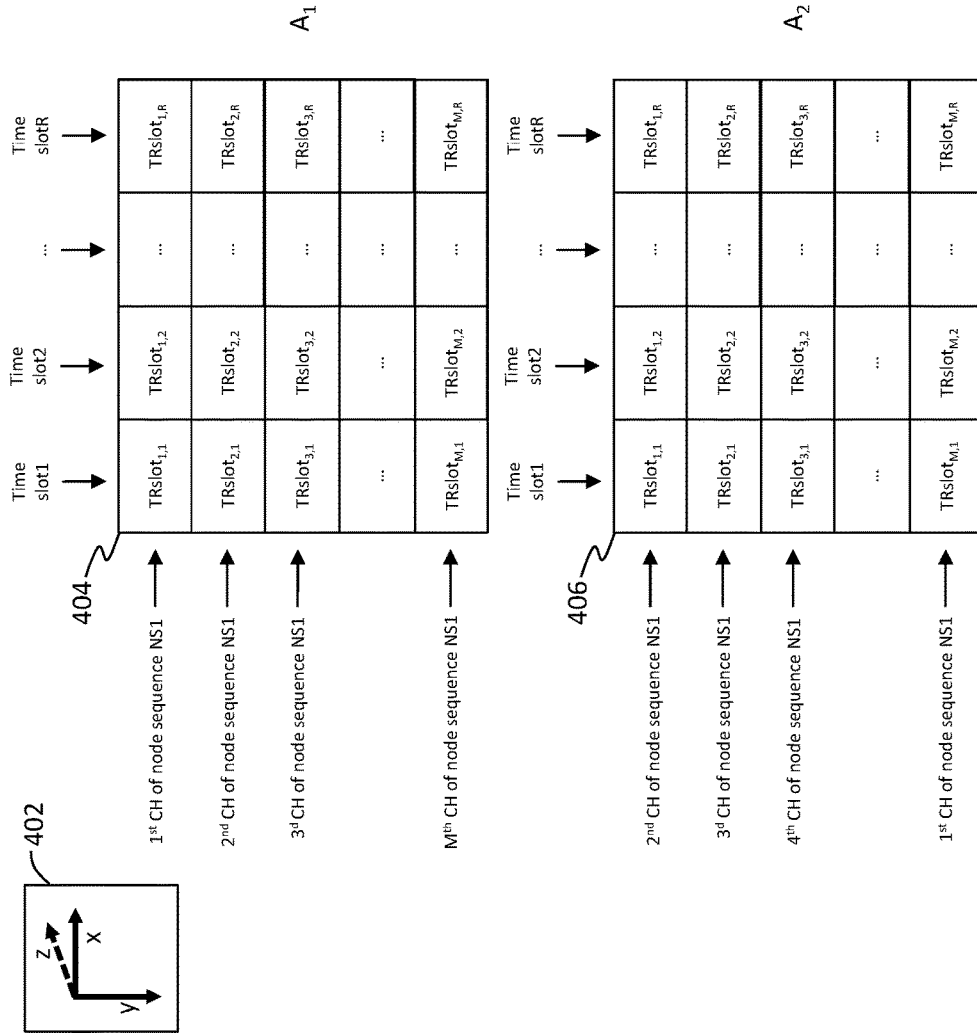 402
z
x
y
404
Time slot1
Time slot2
...
Time slotR
1st CH of node sequence NS1
TRslot1,1
TRslot1,2
...
TRslot1,R
2nd CH of node sequence NS1
TRslot2,1
TRslot2,2
...
TRslot2,R
3d CH of node sequence NS1
TRslot3,1
TRslot3,2
...
TRslot3,R
...
...
...
...
Mth CH of node sequence NS1
TRslotM,1
TRslotM,2
...
TRslotM,R
A1
406
Time slot1
Time slot2
...
Time slotR
2nd CH of node sequence NS1
TRslot1,1
TRslot1,2
...
TRslot1,R
3d CH of node sequence NS1
TRslot2,1
TRslot2,2
...
TRslot2,R
4th CH of node sequence NS1
TRslot3,1
TRslot3,2
...
TRslot3,R
...
...
...
...
1st CH of node sequence NS1
TRslotM,1
TRslotM,2
...
TRslotM,R
A2